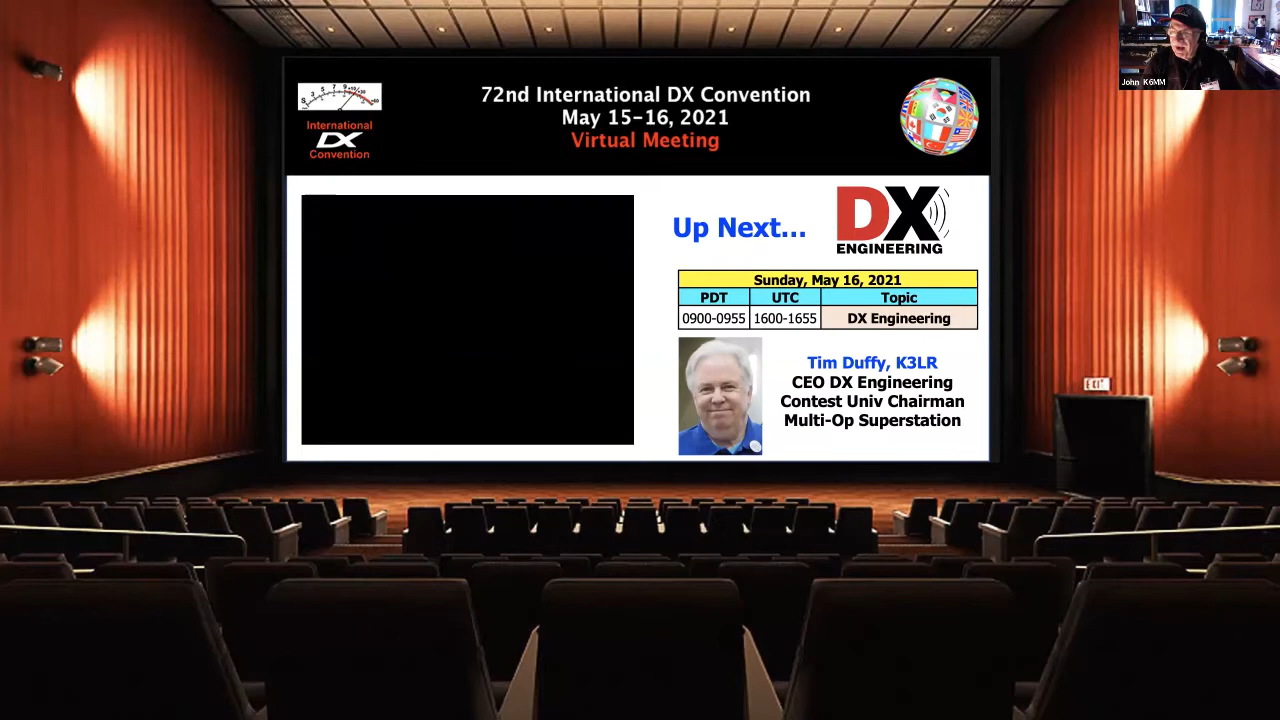 72nd International DX Convention
May 15-16, 2021
Virtual Meeting
International
DX
Convention
Up Next...
DX
ENGINEERING
Sunday, May 16, 2021
PDT UTC Topic
0900-0955 1600-1655 DX Engineering
Tim Duffy, K3LR
CEO DX Engineering
Contest Univ Chairman
Multi-Op Superstation
John K6MM
EXIT